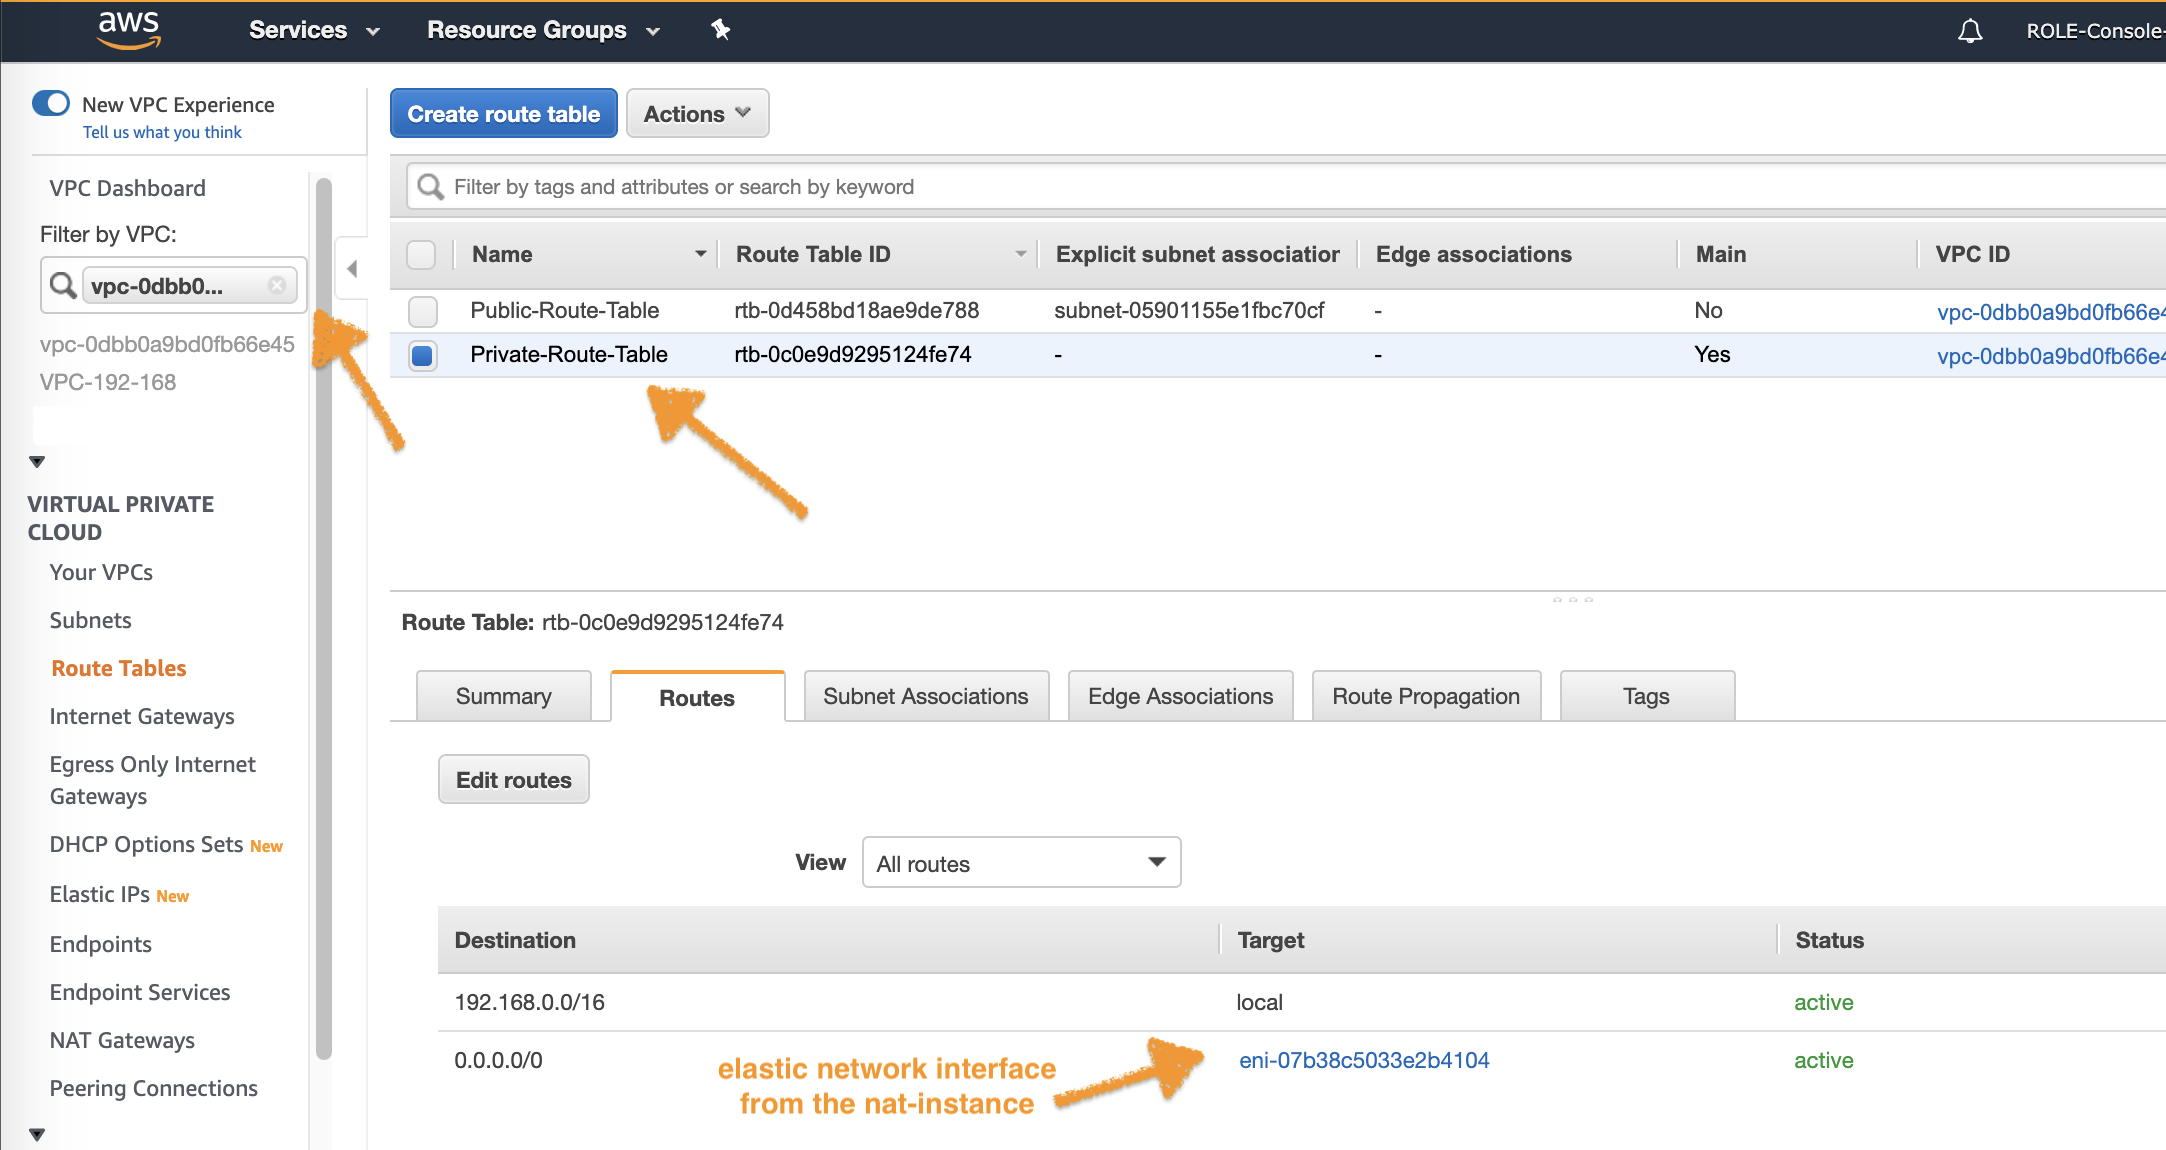 aws Services Resource Groups ROLE-Console-
New VPC Experience
Tell us what you think
VPC Dashboard
Filter by VPC:
vpc-0dbb0...
vpc-0dbb0a9bd0fb66e45
VPC-192-168
VIRTUAL PRIVATE
CLOUD
Your VPCs
Subnets
Route Tables
Internet Gateways
Egress Only Internet
Gateways
DHCP Options Sets New
Elastic IPs New
Endpoints
Endpoint Services
NAT Gateways
Peering Connections
Create route table Actions
Filter by tags and attributes or search by keyword
Name Route Table ID Explicit subnet association Edge associations Main VPC ID
Public-Route-Table rtb-0d458bd18ae9de788 subnet-05901155e1fbc70cf - No vpc-0dbb0a9bd0fb66e4
Private-Route-Table rtb-0c0e9d9295124fe74 - - Yes vpc-0dbb0a9bd0fb66e4
Route Table: rtb-0c0e9d9295124fe74
Summary Routes Subnet Associations Edge Associations Route Propagation Tags
Edit routes
View All routes
Destination Target Status
192.168.0.0/16 local active
0.0.0.0/0 eni-07b38c5033e2b4104 active
elastic network interface
from the nat-instance